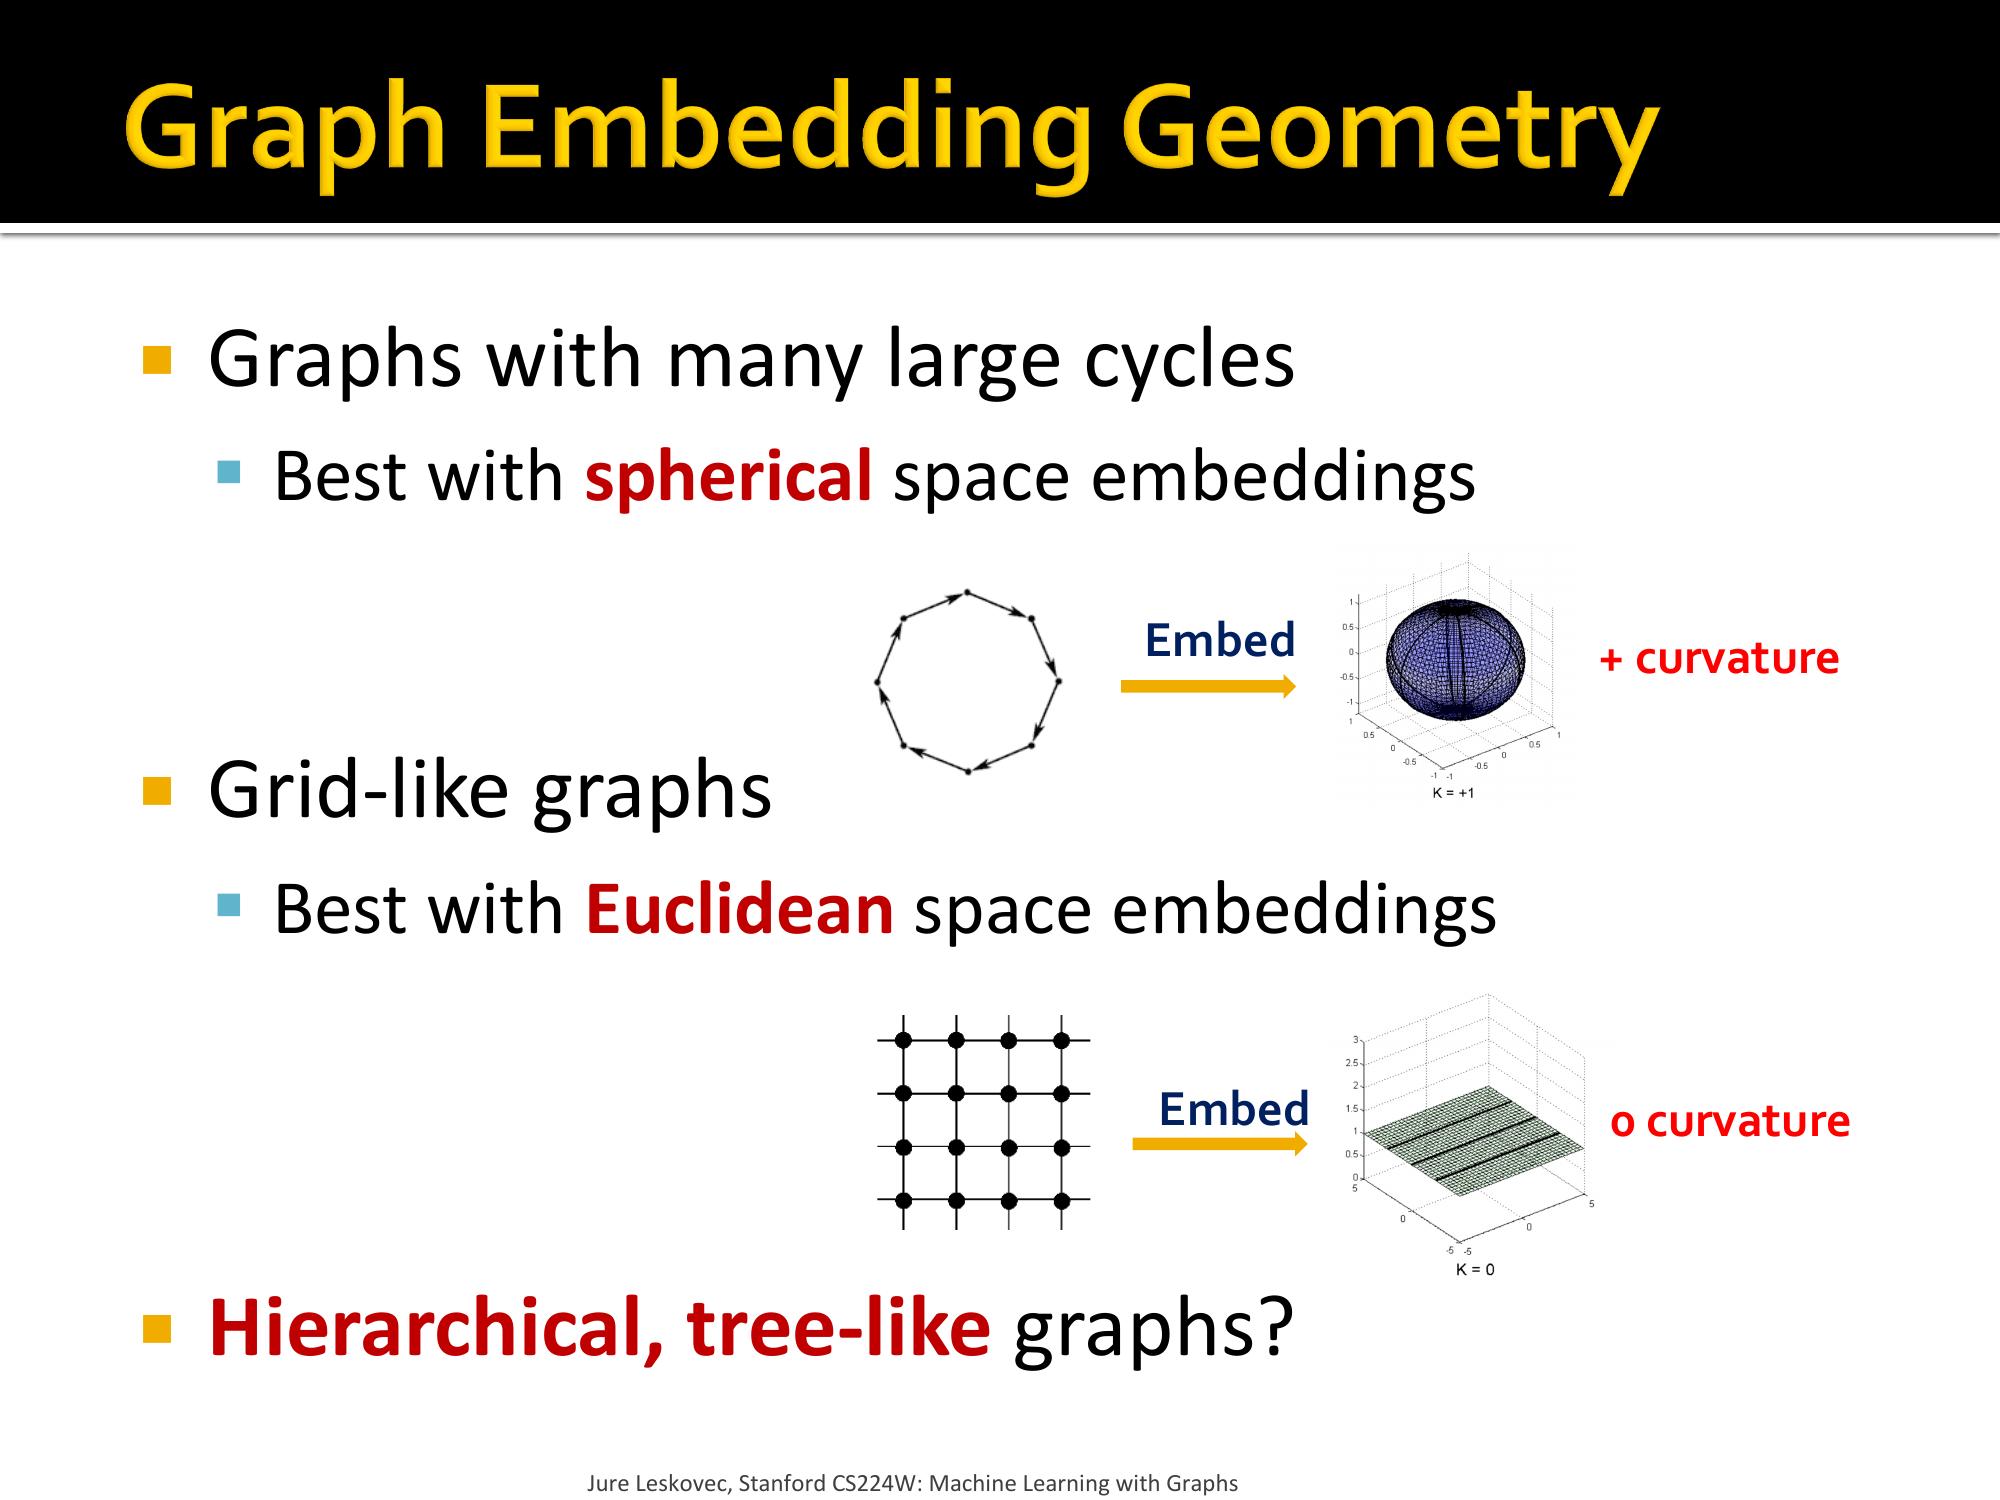 Graph Embedding Geometry
Graphs with many large cycles
Best with spherical space embeddings
Embed
1
0.5
0
-0.5
-1
1
0.5
0
-0.5
-1
-1
-0.5
0
0.5
1
K = +1
+ curvature
Grid-like graphs
Best with Euclidean space embeddings
Embed
3
2.5
2
1.5
1
0.5
0
5
0
-5
-5
0
5
K = 0
0 curvature
Hierarchical, tree-like graphs?
Jure Leskovec, Stanford CS224W: Machine Learning with Graphs